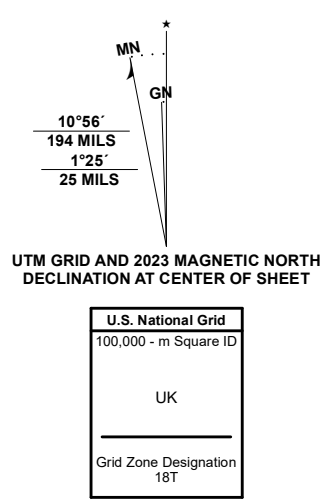 ★
MN
GN
10°56´
194 MILS
1°25´
25 MILS
UTM GRID AND 2023 MAGNETIC NORTH
DECLINATION AT CENTER OF SHEET
U.S. National Grid
100,000 - m Square ID
UK
Grid Zone Designation
18T